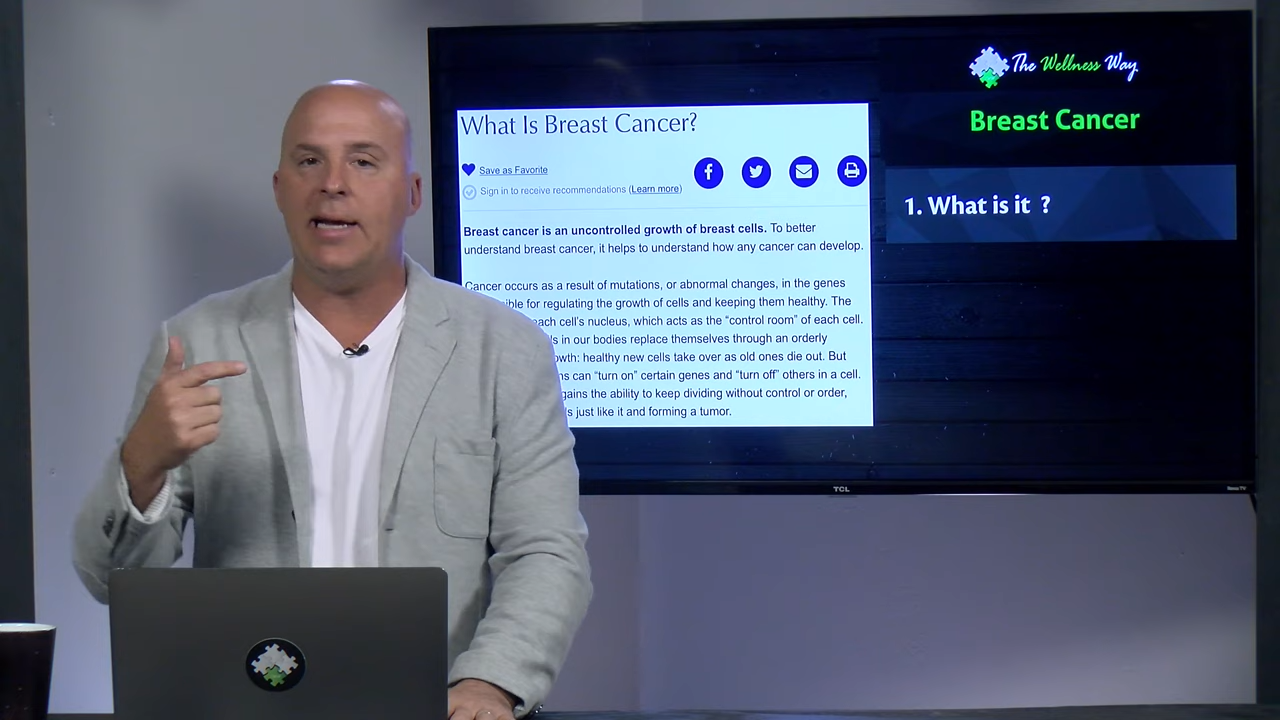 The Wellness Way
Breast Cancer
1. What is it ?
What Is Breast Cancer?
Save as Favorite
Sign in to receive recommendations (Learn more)
Breast cancer is an uncontrolled growth of breast cells. To better
understand breast cancer, it helps to understand how any cancer can develop.
Cancer occurs as a result of mutations, or abnormal changes, in the genes
for regulating the growth of cells and keeping them healthy. The
each cell's nucleus, which acts as the “control room” of each cell.
in our bodies replace themselves through an orderly
healthy new cells take over as old ones die out. But
can “turn on” certain genes and “turn off” others in a cell.
gains the ability to keep dividing without control or order,
just like it and forming a tumor.
TCL
Roku TV